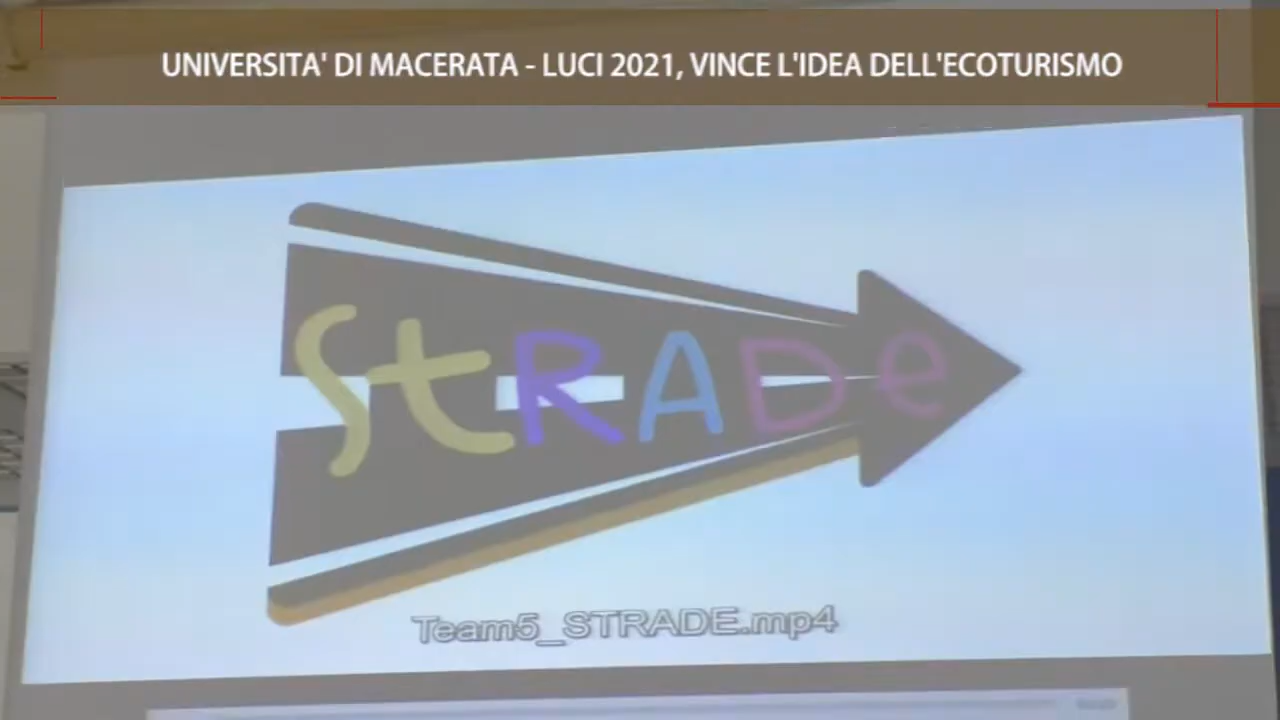 UNIVERSITA' DI MACERATA - LUCI 2021, VINCE L'IDEA DELL'ECOTURISMO
StRADe
Team5_STRADE.mp4